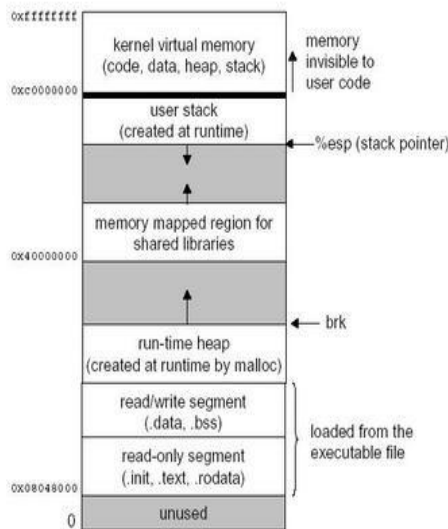 0xffffffff
kernel virtual memory
(code, data, heap, stack)
memory
invisible to
user code
0xc0000000
user stack
(created at runtime)
%esp (stack pointer)
memory mapped region for
shared libraries
0x40000000
brk
run-time heap
(created at runtime by malloc)
read/write segment
(.data, .bss)
loaded from the
executable file
read-only segment
(.init, .text, .rodata)
0x08048000
unused
0